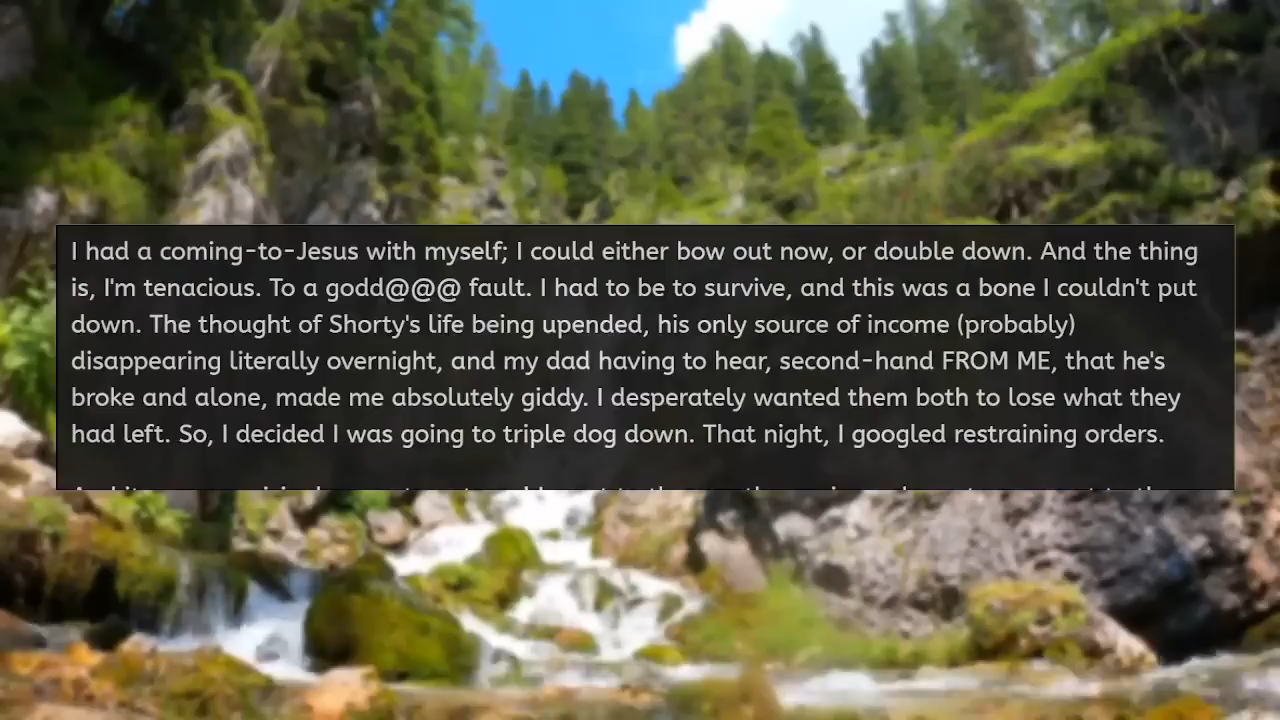 I had a coming-to-Jesus with myself; I could either bow out now, or double down. And the thing
is, I'm tenacious. To a godd@@@ fault. I had to be to survive, and this was a bone I couldn't put
down. The thought of Shorty's life being upended, his only source of income (probably)
disappearing literally overnight, and my dad having to hear, second-hand FROM ME, that he's
broke and alone, made me absolutely giddy. I desperately wanted them both to lose what they
had left. So, I decided I was going to triple dog down. That night, I googled restraining orders.